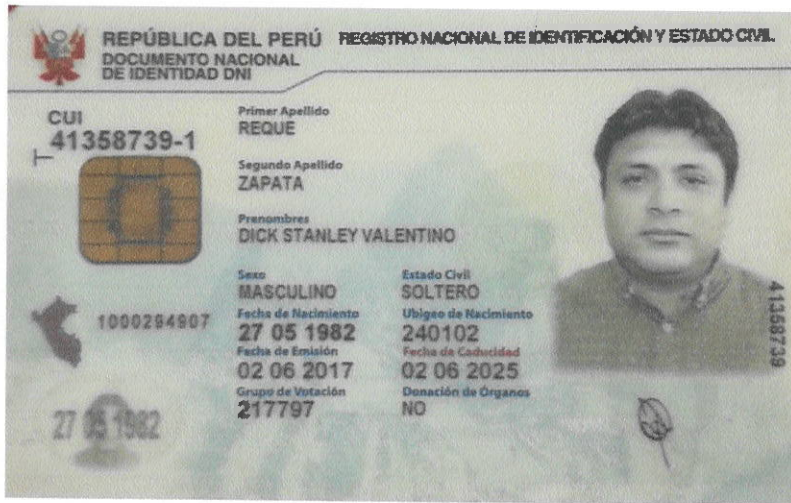 REPÚBLICA DEL PERÚ REGISTRO NACIONAL DE IDENTIFICACIÓN Y ESTADO CIVIL
DOCUMENTO NACIONAL
DE IDENTIDAD DNI
CUI
41358739-1
Primer Apellido
REQUE
Segundo Apellido
ZAPATA
Prenombres
DICK STANLEY VALENTINO
Sexo Estado Civil
MASCULINO SOLTERO
Fecha de Nacimiento Ubigeo de Nacimiento
27 05 1982 240102
Fecha de Emisión Fecha de Caducidad
02 06 2017 02 06 2025
Grupo de Votación Donación de Órganos
217797 NO
1000294907
27 05 1982
41358739